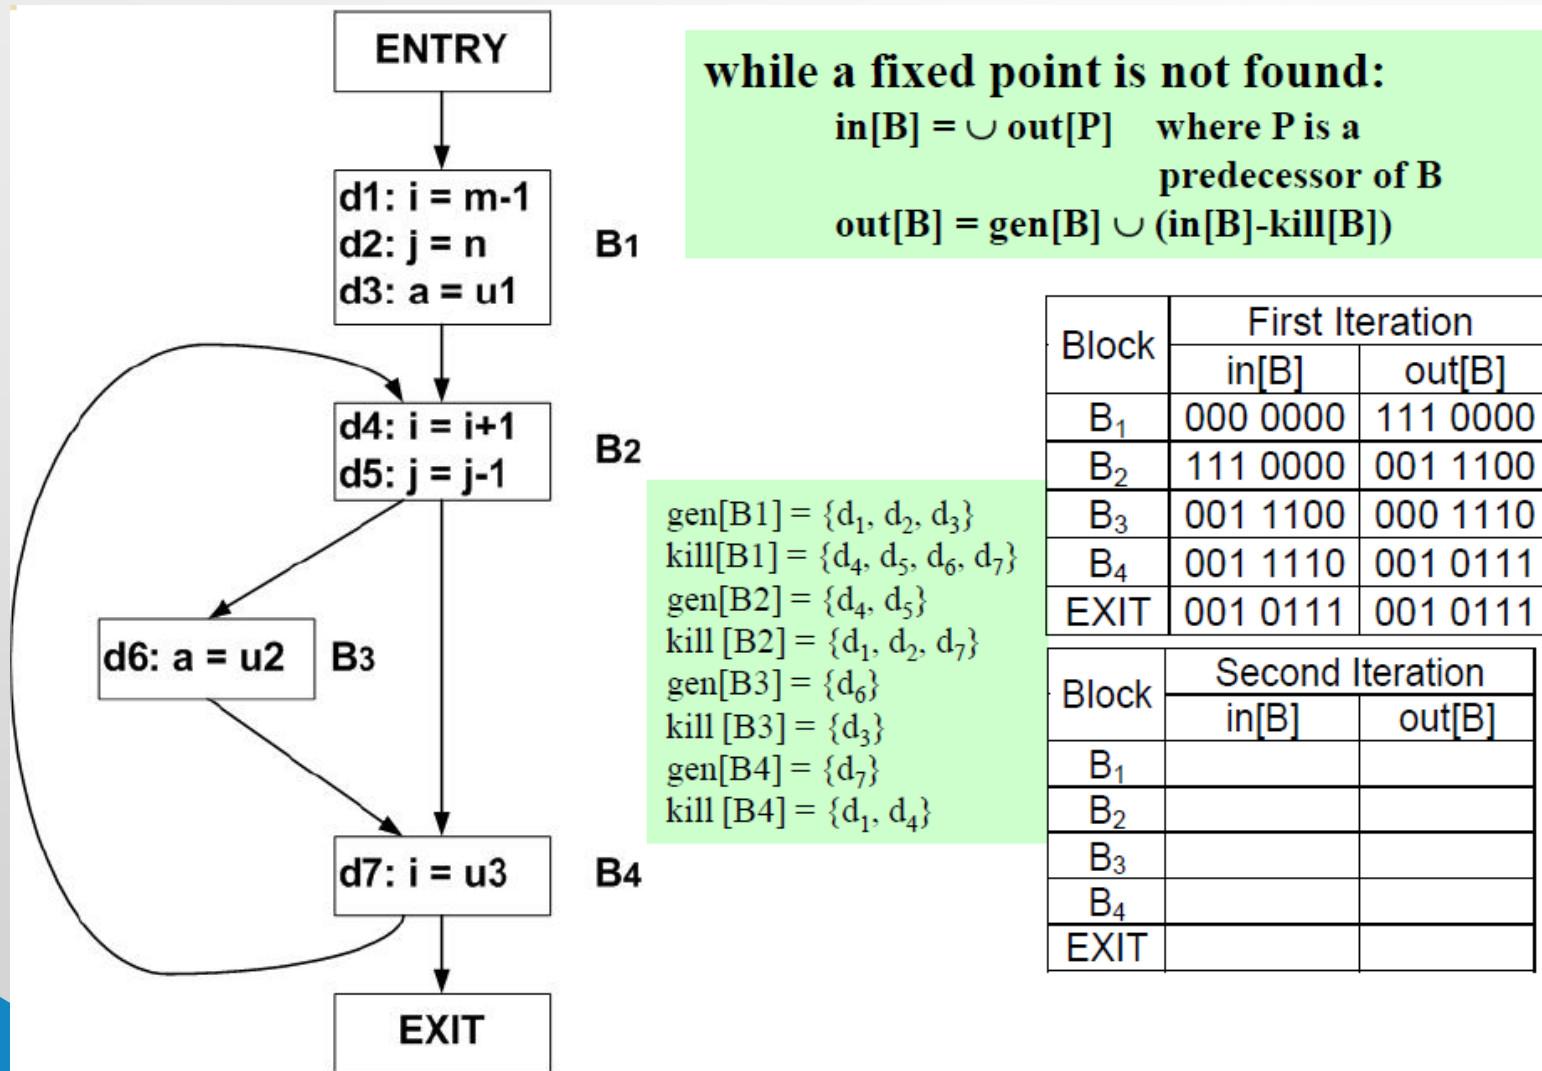 ENTRY
while a fixed point is not found:
in[B] = ∪ out[P] where P is a
predecessor of B
out[B] = gen[B] ∪ (in[B]-kill[B])
d1: i = m-1
d2: j = n
d3: a = u1
B1
d4: i = i+1
d5: j = j-1
B2
d6: a = u2
B3
d7: i = u3
B4
EXIT
gen[B1] = {d₁, d₂, d₃}
kill[B1] = {d₄, d₅, d₆, d₇}
gen[B2] = {d₄, d₅}
kill [B2] = {d₁, d₂, d₇}
gen[B3] = {d₆}
kill [B3] = {d₃}
gen[B4] = {d₇}
kill [B4] = {d₁, d₄}
Block First Iteration
in[B] out[B]
B₁ 000 0000 111 0000
B₂ 111 0000 001 1100
B₃ 001 1100 000 1110
B₄ 001 1110 001 0111
EXIT 001 0111 001 0111
Block Second Iteration
in[B] out[B]
B₁
B₂
B₃
B₄
EXIT